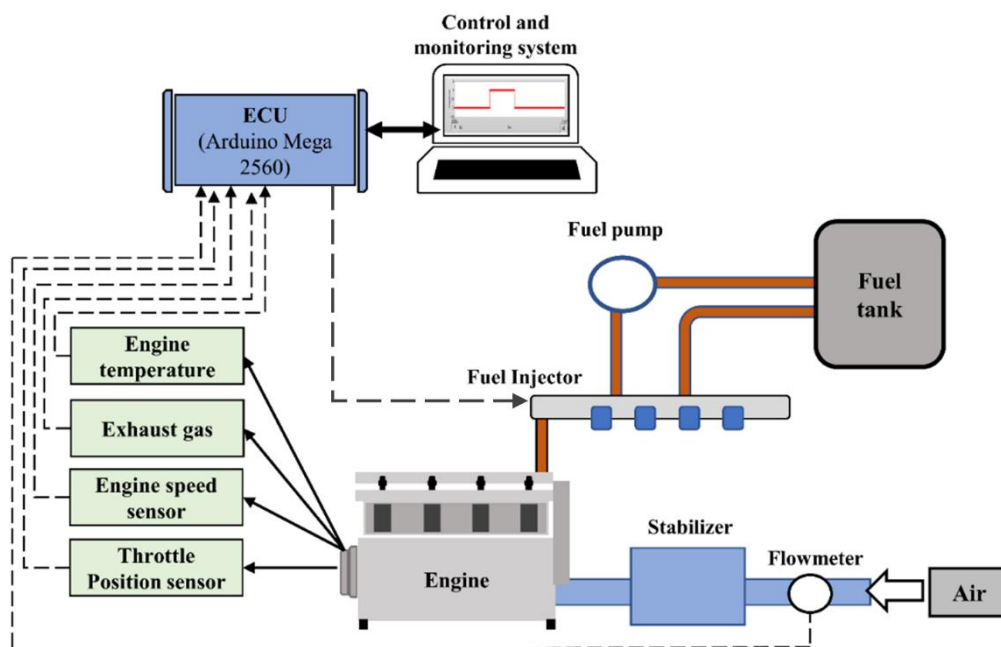 Control and
monitoring system
ECU
(Arduino Mega
2560)
Fuel pump
Fuel
tank
Engine
temperature
Fuel Injector
Exhaust gas
Engine speed
sensor
Stabilizer
Flowmeter
Throttle
Position sensor
Engine
Air